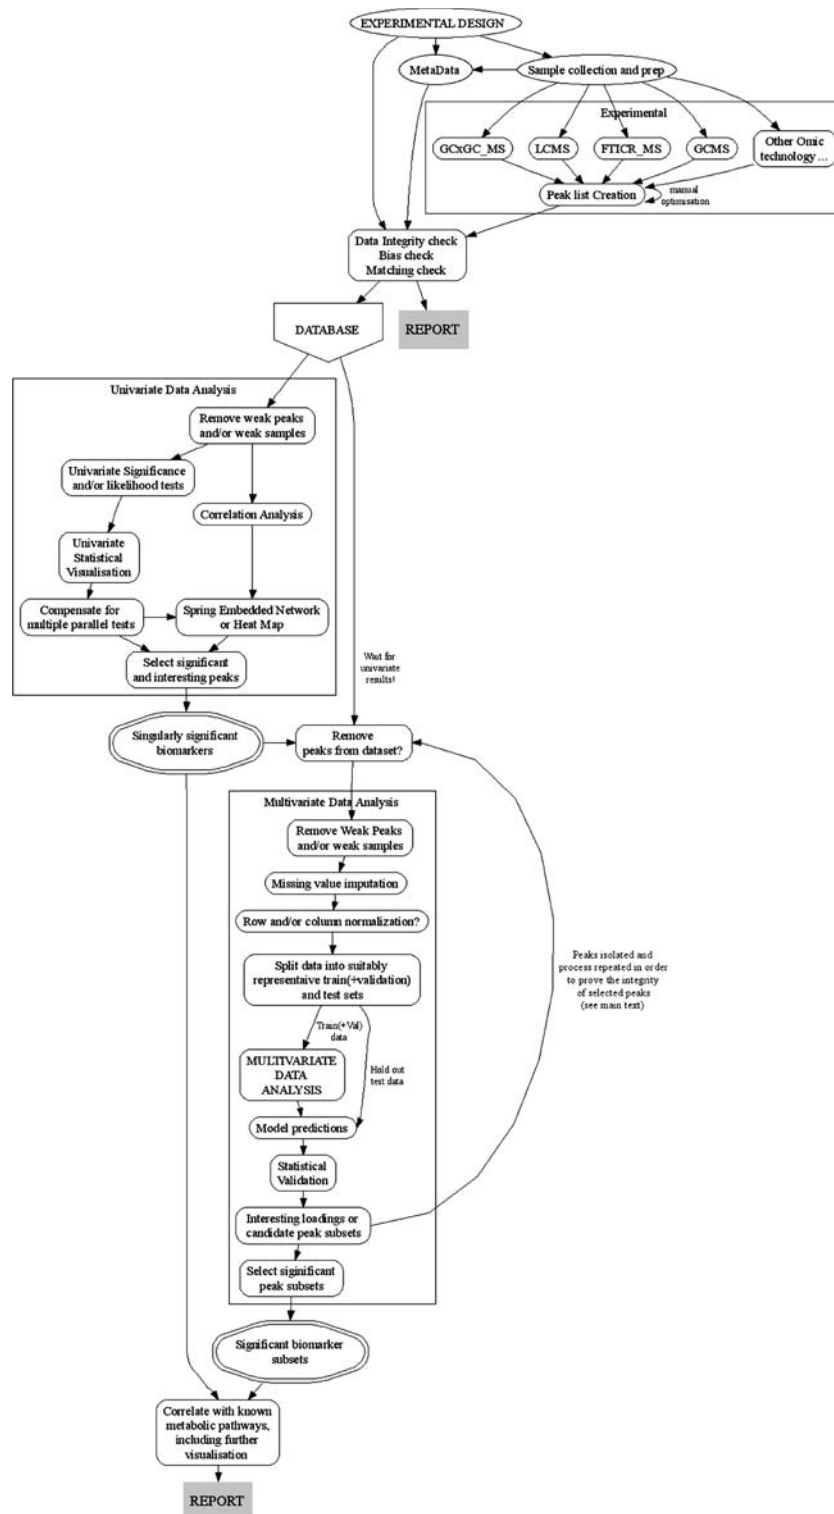 EXPERIMENTAL DESIGN
MetaData
Sample collection and prep
Experimental
GCxGC_MS
LCMS
FTICR_MS
GCMS
Other Omic
technology ...
Peak list Creation
manual
optimisation
Data Integrity check
Bias check
Matching check
DATABASE
REPORT
Univariate Data Analysis
Remove weak peaks
and/or weak samples
Univariate Significance
and/or likelihood tests
Correlation Analysis
Univariate
Statistical
Visualisation
Compensate for
multiple parallel tests
Spring Embedded Network
or Heat Map
Select significant
and interesting peaks
Wait for
univariate
results!
Singularly significant
biomarkers
Remove
peaks from dataset?
Multivariate Data Analysis
Remove Weak Peaks
and/or weak samples
Missing value imputation
Row and/or column normalization?
Split data into suitably
representaive train(+validation)
and test sets
Train(+Val)
data
Hold out
test data
MULTIVARIATE
DATA
ANALYSIS
Model predictions
Statistical
Validation
Interesting loadings or
candidate peak subsets
Select siginificant
peak subsets
Peaks isolated and
process repeated in order
to prove the integrity
of selected peaks
(see main text)
Significant biomarker
subsets
Correlate with known
metabolic pathways,
including further
visualisation
REPORT